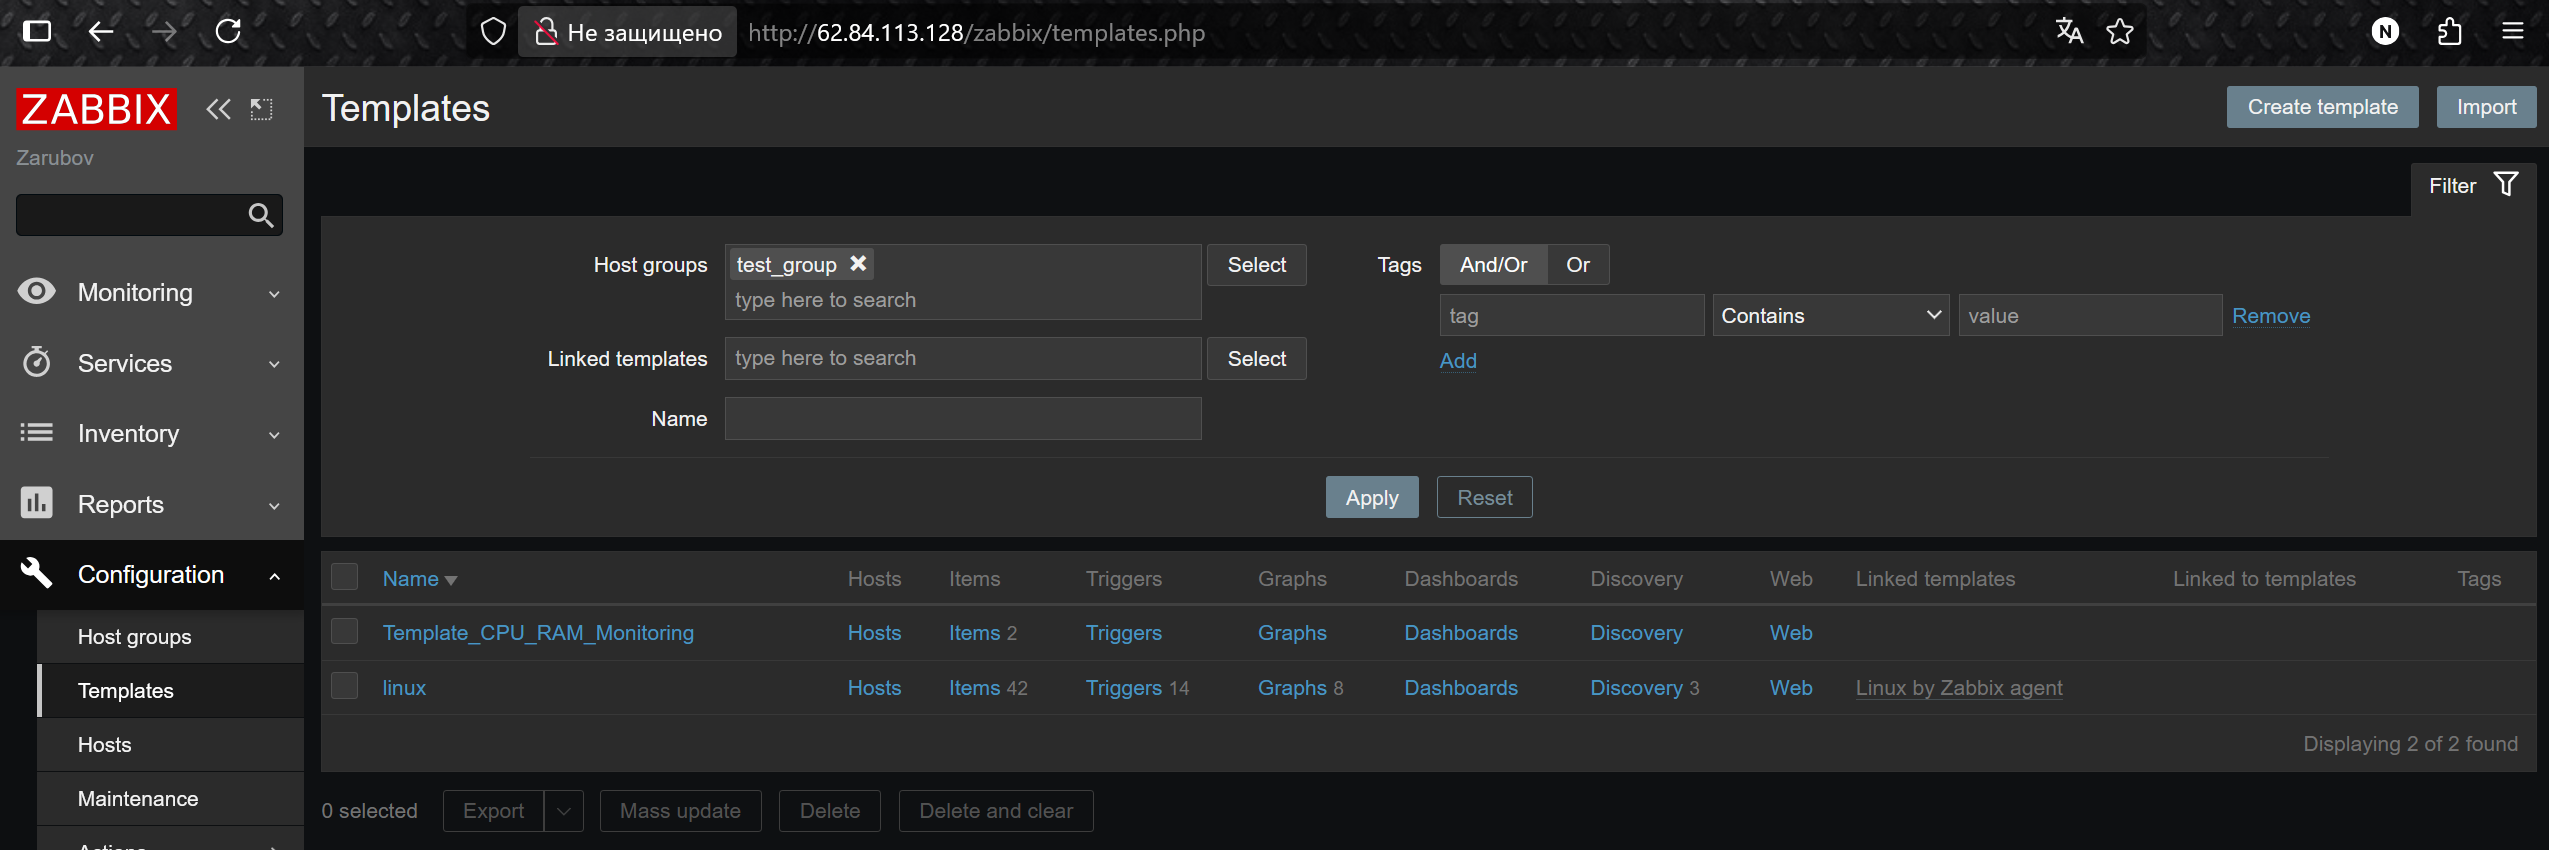 Не защищено http://62.84.113.128/zabbix/templates.php N
ZABBIX
Zarubov
Monitoring
Services
Inventory
Reports
Configuration
Host groups
Templates
Hosts
Maintenance
Actions
Templates
Create template Import
Filter
Host groups test_group type here to search Select
Linked templates type here to search Select
Name
Tags And/Or Or
tag Contains value Remove
Add
Apply Reset
Name Hosts Items Triggers Graphs Dashboards Discovery Web Linked templates Linked to templates Tags
Template_CPU_RAM_Monitoring Hosts Items 2 Triggers Graphs Dashboards Discovery Web
linux Hosts Items 42 Triggers 14 Graphs 8 Dashboards Discovery 3 Web Linux by Zabbix agent
Displaying 2 of 2 found
0 selected Export Mass update Delete Delete and clear